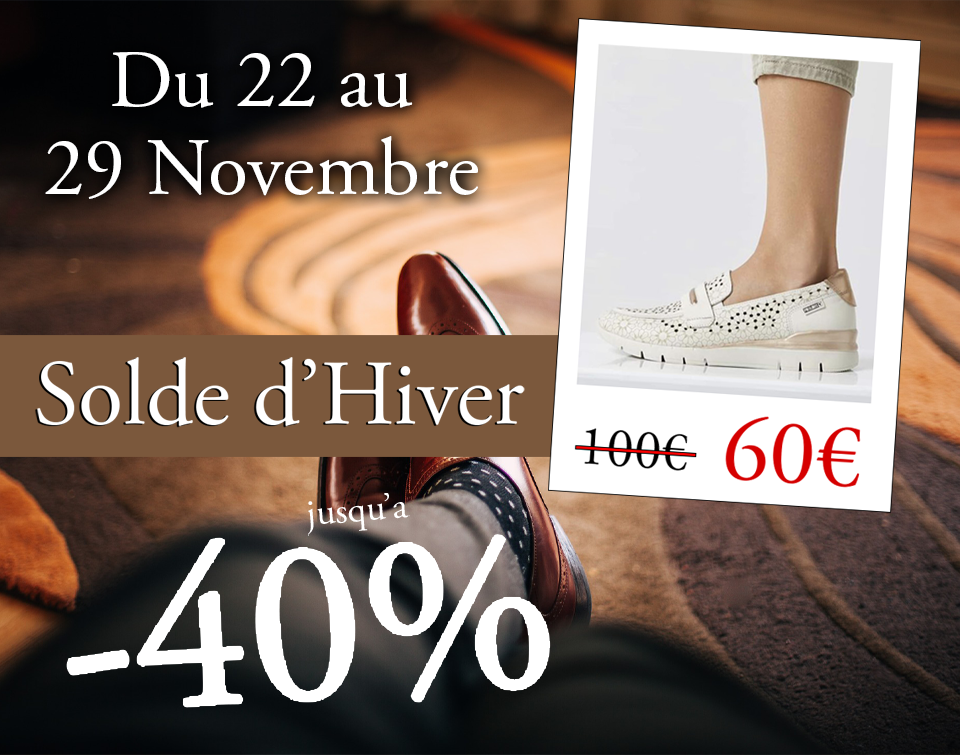 Du 22 au
29 Novembre
Solde d’Hiver
jusqu’a
-40%
100€ 60€